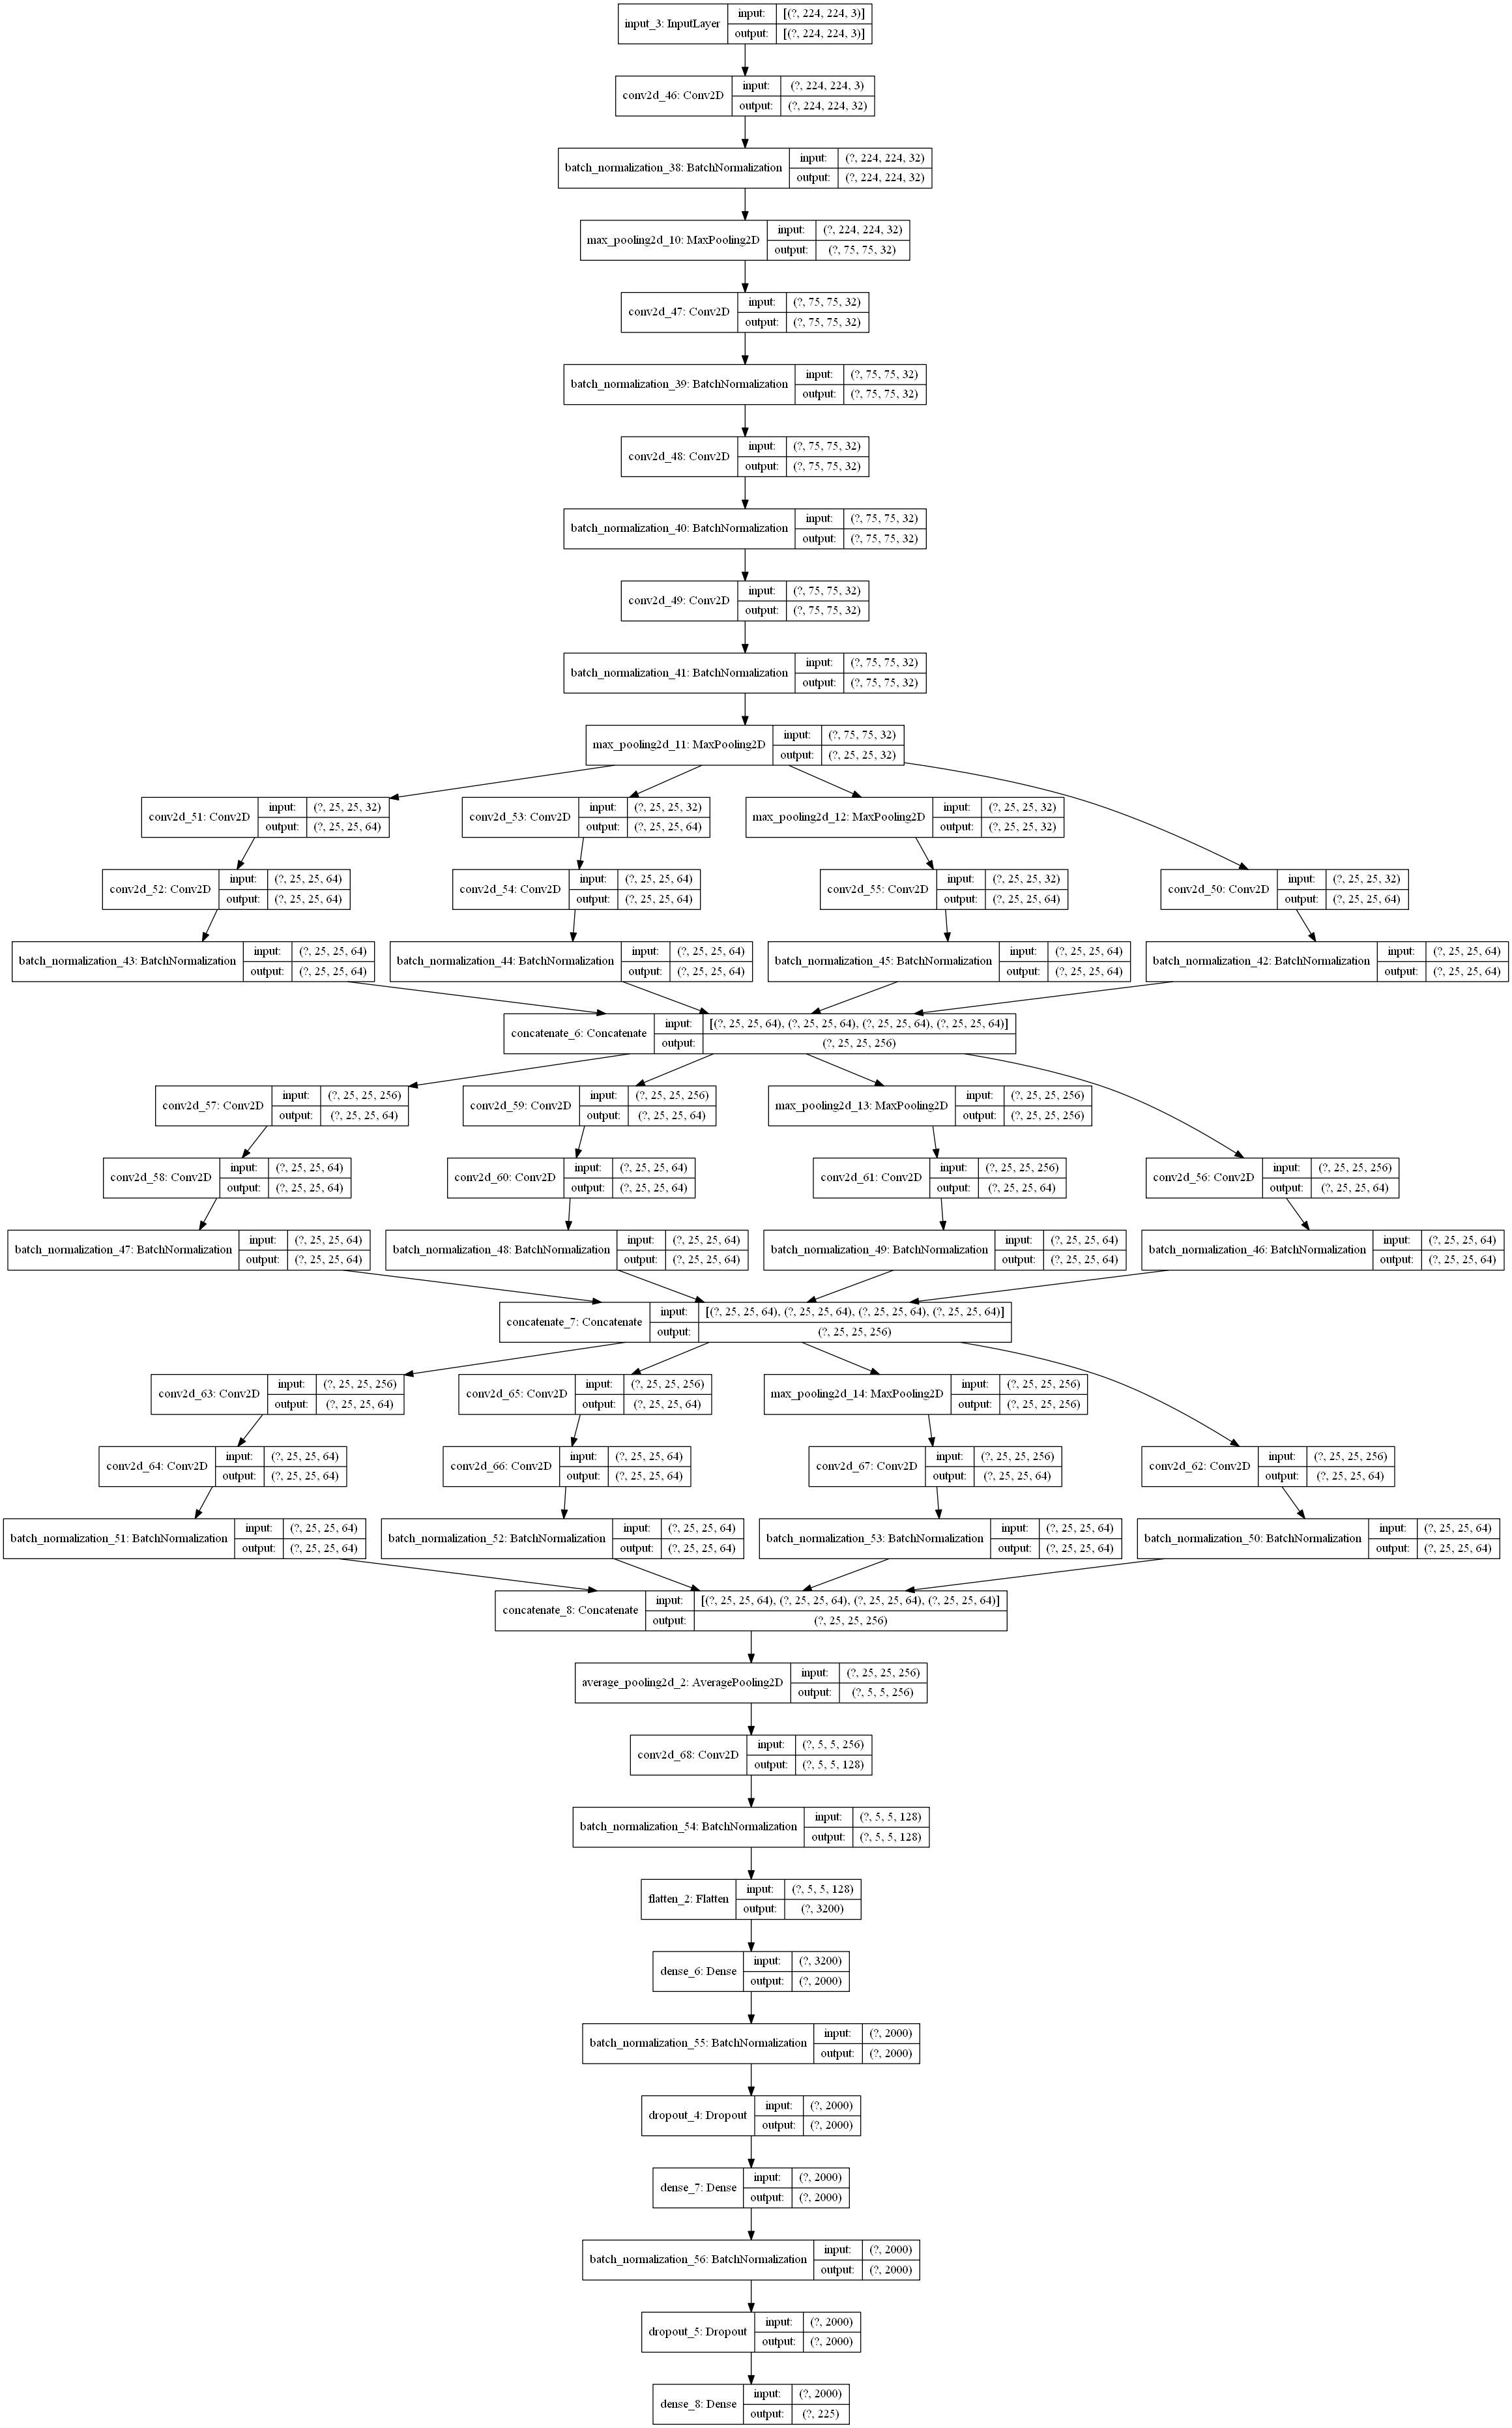 input_3: InputLayer input: [(?, 224, 224, 3)]
output: [(?, 224, 224, 3)]
conv2d_46: Conv2D input: (?, 224, 224, 3)
output: (?, 224, 224, 32)
batch_normalization_38: BatchNormalization input: (?, 224, 224, 32)
output: (?, 224, 224, 32)
max_pooling2d_10: MaxPooling2D input: (?, 224, 224, 32)
output: (?, 75, 75, 32)
conv2d_47: Conv2D input: (?, 75, 75, 32)
output: (?, 75, 75, 32)
batch_normalization_39: BatchNormalization input: (?, 75, 75, 32)
output: (?, 75, 75, 32)
conv2d_48: Conv2D input: (?, 75, 75, 32)
output: (?, 75, 75, 32)
batch_normalization_40: BatchNormalization input: (?, 75, 75, 32)
output: (?, 75, 75, 32)
conv2d_49: Conv2D input: (?, 75, 75, 32)
output: (?, 75, 75, 32)
batch_normalization_41: BatchNormalization input: (?, 75, 75, 32)
output: (?, 75, 75, 32)
max_pooling2d_11: MaxPooling2D input: (?, 75, 75, 32)
output: (?, 25, 25, 32)
conv2d_51: Conv2D input: (?, 25, 25, 32)
output: (?, 25, 25, 64)
conv2d_53: Conv2D input: (?, 25, 25, 32)
output: (?, 25, 25, 64)
max_pooling2d_12: MaxPooling2D input: (?, 25, 25, 32)
output: (?, 25, 25, 32)
conv2d_52: Conv2D input: (?, 25, 25, 64)
output: (?, 25, 25, 64)
conv2d_54: Conv2D input: (?, 25, 25, 64)
output: (?, 25, 25, 64)
conv2d_55: Conv2D input: (?, 25, 25, 32)
output: (?, 25, 25, 64)
conv2d_50: Conv2D input: (?, 25, 25, 32)
output: (?, 25, 25, 64)
batch_normalization_43: BatchNormalization input: (?, 25, 25, 64)
output: (?, 25, 25, 64)
batch_normalization_44: BatchNormalization input: (?, 25, 25, 64)
output: (?, 25, 25, 64)
batch_normalization_45: BatchNormalization input: (?, 25, 25, 64)
output: (?, 25, 25, 64)
batch_normalization_42: BatchNormalization input: (?, 25, 25, 64)
output: (?, 25, 25, 64)
concatenate_6: Concatenate input: [(?, 25, 25, 64), (?, 25, 25, 64), (?, 25, 25, 64), (?, 25, 25, 64)]
output: (?, 25, 25, 256)
conv2d_57: Conv2D input: (?, 25, 25, 256)
output: (?, 25, 25, 64)
conv2d_59: Conv2D input: (?, 25, 25, 256)
output: (?, 25, 25, 64)
max_pooling2d_13: MaxPooling2D input: (?, 25, 25, 256)
output: (?, 25, 25, 256)
conv2d_58: Conv2D input: (?, 25, 25, 64)
output: (?, 25, 25, 64)
conv2d_60: Conv2D input: (?, 25, 25, 64)
output: (?, 25, 25, 64)
conv2d_61: Conv2D input: (?, 25, 25, 256)
output: (?, 25, 25, 64)
conv2d_56: Conv2D input: (?, 25, 25, 256)
output: (?, 25, 25, 64)
batch_normalization_47: BatchNormalization input: (?, 25, 25, 64)
output: (?, 25, 25, 64)
batch_normalization_48: BatchNormalization input: (?, 25, 25, 64)
output: (?, 25, 25, 64)
batch_normalization_49: BatchNormalization input: (?, 25, 25, 64)
output: (?, 25, 25, 64)
batch_normalization_46: BatchNormalization input: (?, 25, 25, 64)
output: (?, 25, 25, 64)
concatenate_7: Concatenate input: [(?, 25, 25, 64), (?, 25, 25, 64), (?, 25, 25, 64), (?, 25, 25, 64)]
output: (?, 25, 25, 256)
conv2d_63: Conv2D input: (?, 25, 25, 256)
output: (?, 25, 25, 64)
conv2d_65: Conv2D input: (?, 25, 25, 256)
output: (?, 25, 25, 64)
max_pooling2d_14: MaxPooling2D input: (?, 25, 25, 256)
output: (?, 25, 25, 256)
conv2d_64: Conv2D input: (?, 25, 25, 64)
output: (?, 25, 25, 64)
conv2d_66: Conv2D input: (?, 25, 25, 64)
output: (?, 25, 25, 64)
conv2d_67: Conv2D input: (?, 25, 25, 256)
output: (?, 25, 25, 64)
conv2d_62: Conv2D input: (?, 25, 25, 256)
output: (?, 25, 25, 64)
batch_normalization_51: BatchNormalization input: (?, 25, 25, 64)
output: (?, 25, 25, 64)
batch_normalization_52: BatchNormalization input: (?, 25, 25, 64)
output: (?, 25, 25, 64)
batch_normalization_53: BatchNormalization input: (?, 25, 25, 64)
output: (?, 25, 25, 64)
batch_normalization_50: BatchNormalization input: (?, 25, 25, 64)
output: (?, 25, 25, 64)
concatenate_8: Concatenate input: [(?, 25, 25, 64), (?, 25, 25, 64), (?, 25, 25, 64), (?, 25, 25, 64)]
output: (?, 25, 25, 256)
average_pooling2d_2: AveragePooling2D input: (?, 25, 25, 256)
output: (?, 5, 5, 256)
conv2d_68: Conv2D input: (?, 5, 5, 256)
output: (?, 5, 5, 128)
batch_normalization_54: BatchNormalization input: (?, 5, 5, 128)
output: (?, 5, 5, 128)
flatten_2: Flatten input: (?, 5, 5, 128)
output: (?, 3200)
dense_6: Dense input: (?, 3200)
output: (?, 2000)
batch_normalization_55: BatchNormalization input: (?, 2000)
output: (?, 2000)
dropout_4: Dropout input: (?, 2000)
output: (?, 2000)
dense_7: Dense input: (?, 2000)
output: (?, 2000)
batch_normalization_56: BatchNormalization input: (?, 2000)
output: (?, 2000)
dropout_5: Dropout input: (?, 2000)
output: (?, 2000)
dense_8: Dense input: (?, 2000)
output: (?, 225)